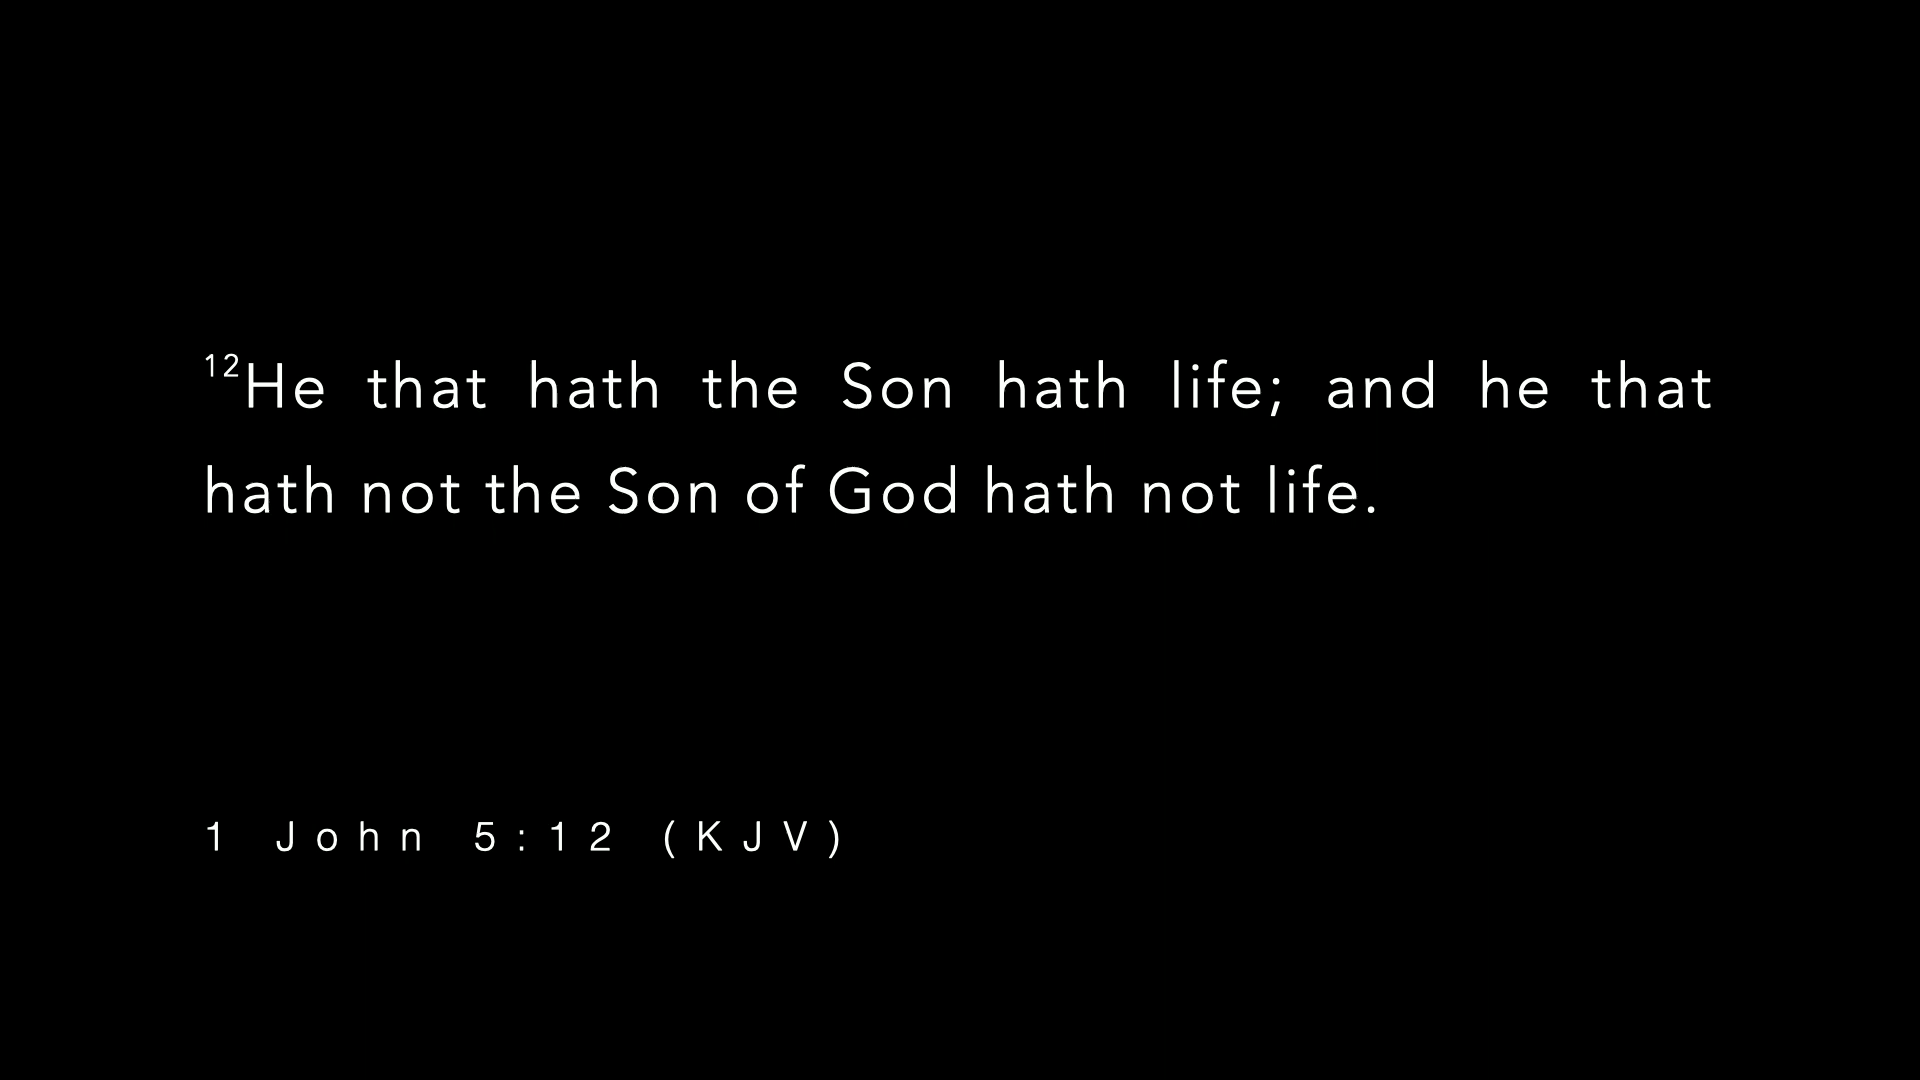 12He that hath the Son hath life; and he that
hath not the Son of God hath not life.
1 John 5:12 (KJV)